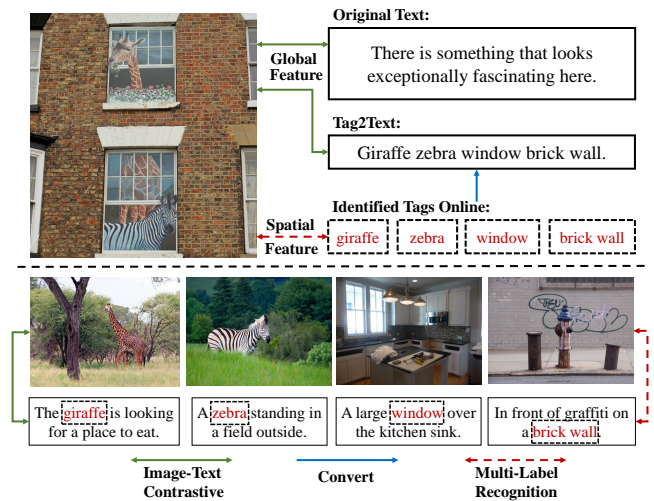 Original Text:
There is something that looks
exceptionally fascinating here.
Global
Feature
Tag2Text:
Giraffe zebra window brick wall.
Identified Tags Online:
Spatial
Feature
giraffe
zebra
window
brick wall
The giraffe is looking
for a place to eat.
A zebra standing in
a field outside.
A large window over
the kitchen sink.
In front of graffiti on
a brick wall.
Image-Text
Contrastive
Convert
Multi-Label
Recognition